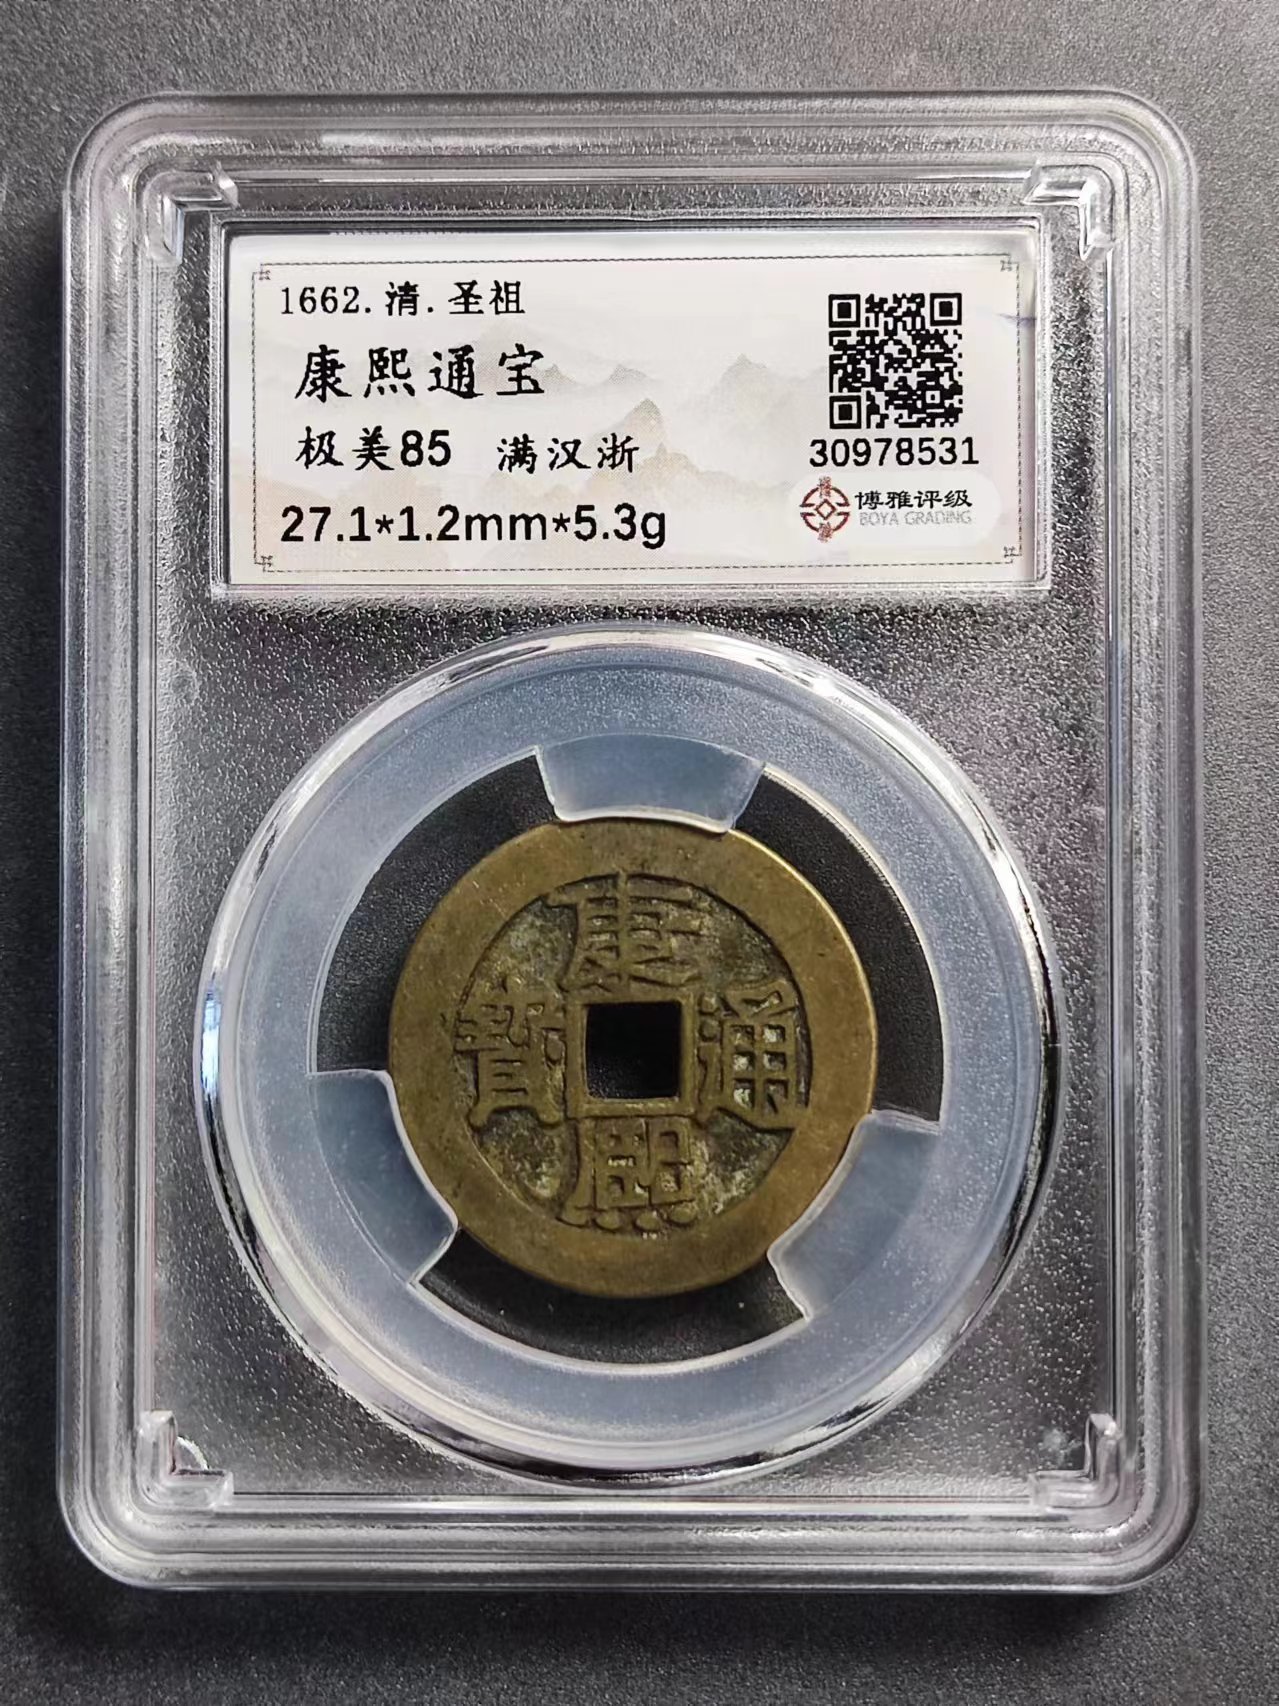 1662.清.圣祖
康熙通宝
极美85 满汉浙
27.1*1.2mm*5.3g
30978531
博雅评级
BOYA GRADING
康熙通寳